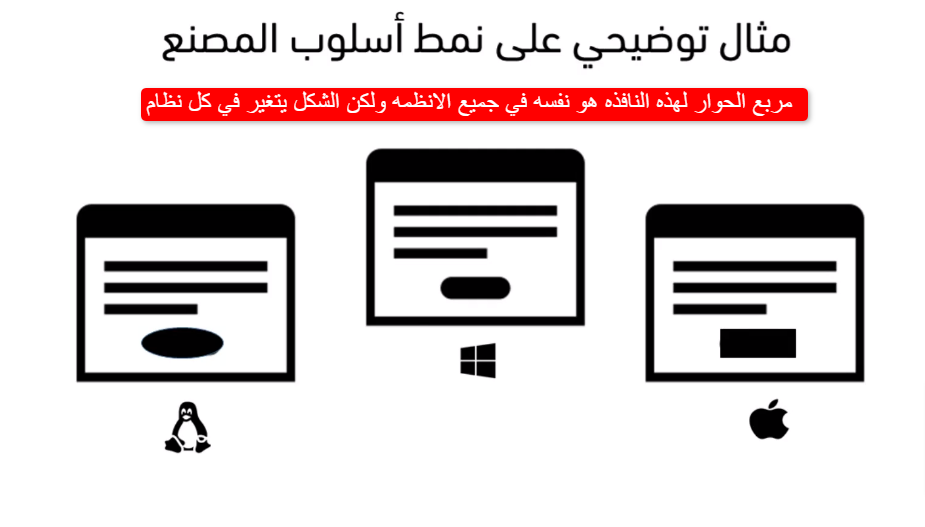 مثال توضيحي على نمط أسلوب المصنع
مربع الحوار لهذه النافذه هو نفسه في جميع الانظمه ولكن الشكل يتغير في كل نظام